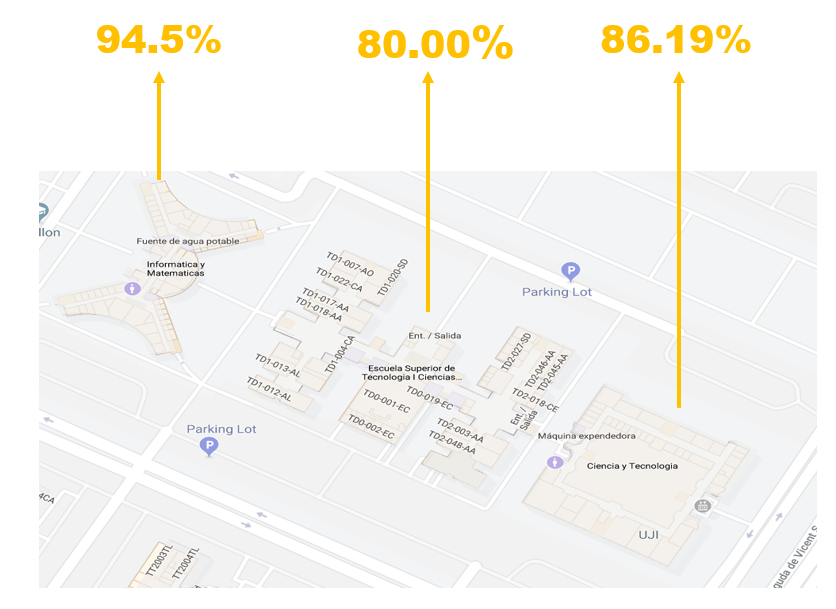 94.5%
80.00%
86.19%
llon
Fuente de agua potable
Informatica y
Matematicas
TD1-007-AO
TD1-022-CA
TD1-020-SD
TD1-017-AA
TD1-018-AA
TD1-004-CA
TD1-013-AL
TD1-012-AL
Parking Lot
P
Ent. / Salida
Escuela Superior de
Tecnologia I Ciencias...
TD0-019-EC
TD0-001-EC
TD0-002-EC
TD2-027-SD
TD2-046-AA
TD2-045-AA
TD2-018-CE
Ent. /
Salida
TD2-003-AA
TD2-048-AA
Máquina expendedora
Ciencia y Tecnologia
UJI
P
Parking Lot
4CA
TT2003TL
TT2004TL
guda de Vicent S